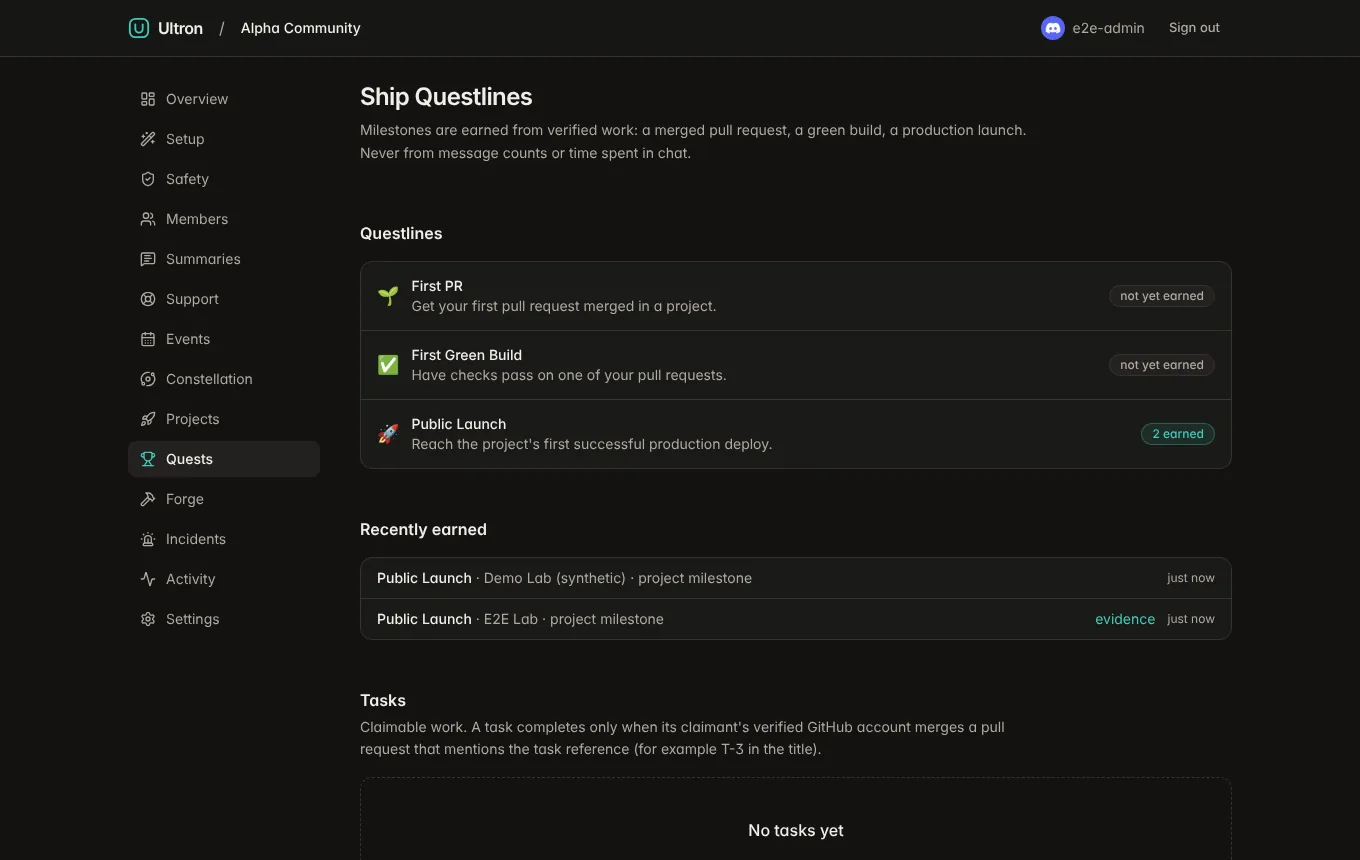 Ultron / Alpha Community
e2e-admin
Sign out
Overview
Setup
Safety
Members
Summaries
Support
Events
Constellation
Projects
Quests
Forge
Incidents
Activity
Settings
Ship Questlines
Milestones are earned from verified work: a merged pull request, a green build, a production launch.
Never from message counts or time spent in chat.
Questlines
First PR
Get your first pull request merged in a project.
not yet earned
First Green Build
Have checks pass on one of your pull requests.
not yet earned
Public Launch
Reach the project's first successful production deploy.
2 earned
Recently earned
Public Launch · Demo Lab (synthetic) · project milestone just now
Public Launch · E2E Lab · project milestone evidence just now
Tasks
Claimable work. A task completes only when its claimant's verified GitHub account merges a pull
request that mentions the task reference (for example T-3 in the title).
No tasks yet